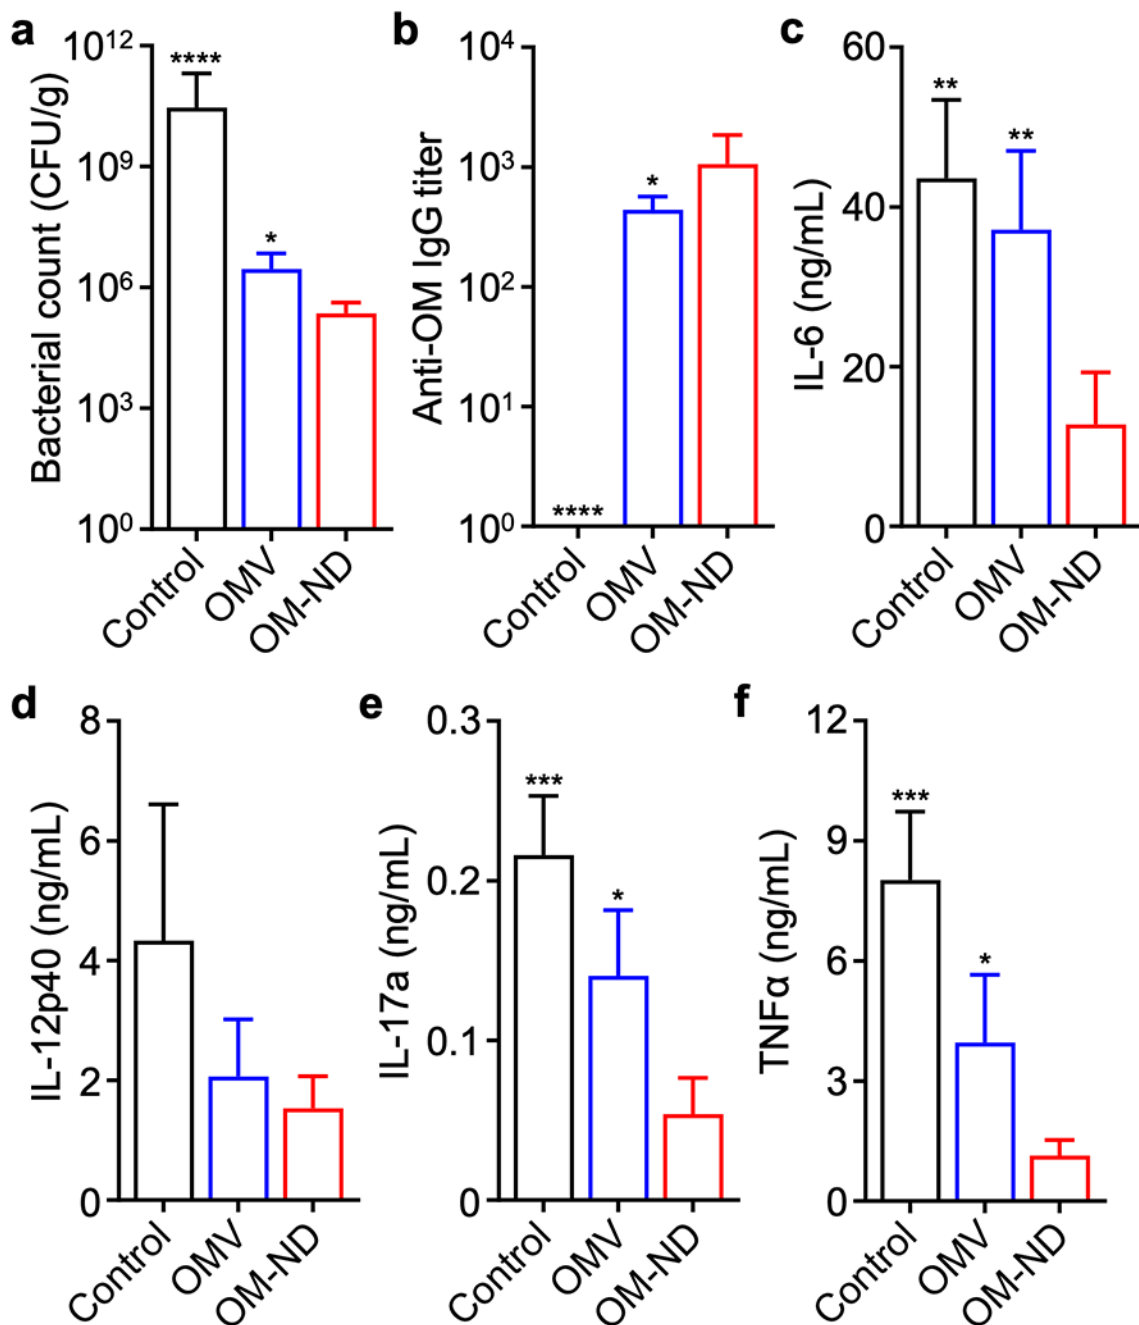 a
Bacterial count (CFU/g)
10¹²
10⁹
10⁶
10³
10⁰
****
*
Control
OMV
OM-ND
b
Anti-OM IgG titer
10⁴
10³
10²
10¹
10⁰
****
*
Control
OMV
OM-ND
c
IL-6 (ng/mL)
60
40
20
0
**
**
Control
OMV
OM-ND
d
IL-12p40 (ng/mL)
8
6
4
2
0
Control
OMV
OM-ND
e
IL-17a (ng/mL)
0.3
0.2
0.1
0
***
*
Control
OMV
OM-ND
f
TNFα (ng/mL)
12
9
6
3
0
***
*
Control
OMV
OM-ND